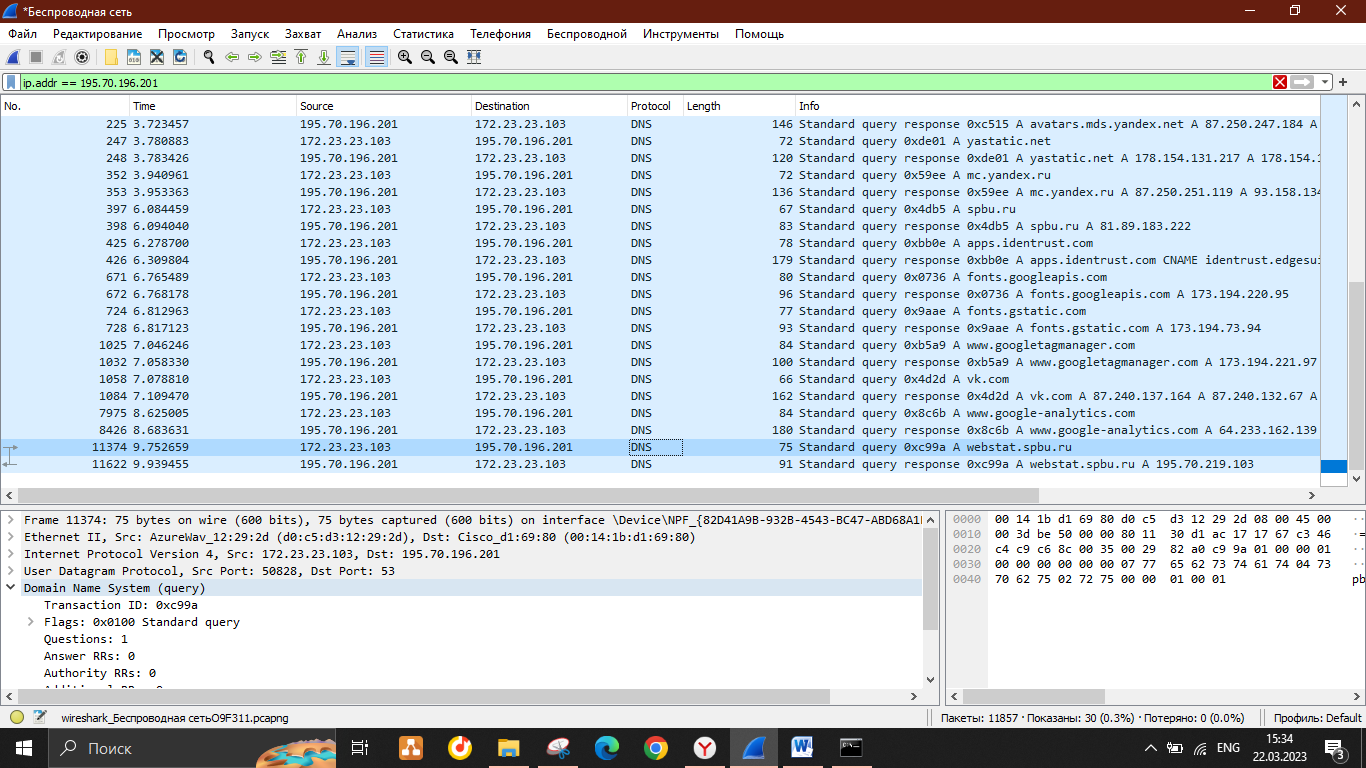 *Беспроводная сеть
Файл Редактирование Просмотр Запуск Захват Анализ Статистика Телефония Беспроводной Инструменты Помощь
ip.addr == 195.70.196.201
No. Time Source Destination Protocol Length Info
225 3.723457 195.70.196.201 172.23.23.103 DNS 146 Standard query response 0xc515 A avatars.mds.yandex.net A 87.250.247.184 A
247 3.780883 172.23.23.103 195.70.196.201 DNS 72 Standard query 0xde01 A yastatic.net
248 3.783426 195.70.196.201 172.23.23.103 DNS 120 Standard query response 0xde01 A yastatic.net A 178.154.131.217 A 178.154.1
352 3.940961 172.23.23.103 195.70.196.201 DNS 72 Standard query 0x59ee A mc.yandex.ru
353 3.953363 195.70.196.201 172.23.23.103 DNS 136 Standard query response 0x59ee A mc.yandex.ru A 87.250.251.119 A 93.158.134
397 6.084459 172.23.23.103 195.70.196.201 DNS 67 Standard query 0x4db5 A spbu.ru
398 6.094040 195.70.196.201 172.23.23.103 DNS 83 Standard query response 0x4db5 A spbu.ru A 81.89.183.222
425 6.278700 172.23.23.103 195.70.196.201 DNS 78 Standard query 0xbb0e A apps.identrust.com
426 6.309804 195.70.196.201 172.23.23.103 DNS 179 Standard query response 0xbb0e A apps.identrust.com CNAME identrust.edgesui
671 6.765489 172.23.23.103 195.70.196.201 DNS 80 Standard query 0x0736 A fonts.googleapis.com
672 6.768178 195.70.196.201 172.23.23.103 DNS 96 Standard query response 0x0736 A fonts.googleapis.com A 173.194.220.95
724 6.812963 172.23.23.103 195.70.196.201 DNS 77 Standard query 0x9aae A fonts.gstatic.com
728 6.817123 195.70.196.201 172.23.23.103 DNS 93 Standard query response 0x9aae A fonts.gstatic.com A 173.194.73.94
1025 7.046246 172.23.23.103 195.70.196.201 DNS 84 Standard query 0xb5a9 A www.googletagmanager.com
1032 7.058330 195.70.196.201 172.23.23.103 DNS 100 Standard query response 0xb5a9 A www.googletagmanager.com A 173.194.221.97
1058 7.078810 172.23.23.103 195.70.196.201 DNS 66 Standard query 0x4d2d A vk.com
1084 7.109470 195.70.196.201 172.23.23.103 DNS 162 Standard query response 0x4d2d A vk.com A 87.240.137.164 A 87.240.132.67 A
7975 8.625005 172.23.23.103 195.70.196.201 DNS 84 Standard query 0x8c6b A www.google-analytics.com
8426 8.683631 195.70.196.201 172.23.23.103 DNS 180 Standard query response 0x8c6b A www.google-analytics.com A 64.233.162.139
11374 9.752659 172.23.23.103 195.70.196.201 DNS 75 Standard query 0xc99a A webstat.spbu.ru
11622 9.939455 195.70.196.201 172.23.23.103 DNS 91 Standard query response 0xc99a A webstat.spbu.ru A 195.70.219.103
Frame 11374: 75 bytes on wire (600 bits), 75 bytes captured (600 bits) on interface \Device\NPF_{82D41A9B-932B-4543-BC47-ABD68A1
Ethernet II, Src: AzureWav_12:29:2d (d0:c5:d3:12:29:2d), Dst: Cisco_d1:69:80 (00:14:1b:d1:69:80)
Internet Protocol Version 4, Src: 172.23.23.103, Dst: 195.70.196.201
User Datagram Protocol, Src Port: 50828, Dst Port: 53
Domain Name System (query)
Transaction ID: 0xc99a
Flags: 0x0100 Standard query
Questions: 1
Answer RRs: 0
Authority RRs: 0
0000 00 14 1b d1 69 80 d0 c5 d3 12 29 2d 08 00 45 00 ··
0010 00 3d be 50 00 00 80 11 30 d1 ac 17 17 67 c3 46 ·=
0020 c4 c9 c6 8c 00 35 00 29 82 a0 c9 9a 01 00 00 01 ··
0030 00 00 00 00 00 00 07 77 65 62 73 74 61 74 04 73 ··
0040 70 62 75 02 72 75 00 00 01 00 01 pb
wireshark_Беспроводная сетьO9F311.pcapng Пакеты: 11857 · Показаны: 30 (0.3%) · Потеряно: 0 (0.0%) Профиль: Default
Поиск ENG 15:34
22.03.2023 3